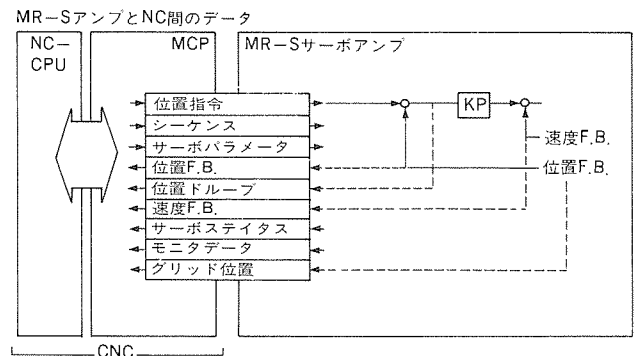 MR－SアンプとNC間のデータ
NC－
CPU
MCP
MR－Sサーボアンプ
位置指令
シーケンス
サーボパラメータ
位置F.B.
位置ドループ
速度F.B.
サーボステイタス
モニタデータ
グリッド位置
KP
速度F.B.
位置F.B.
CNC